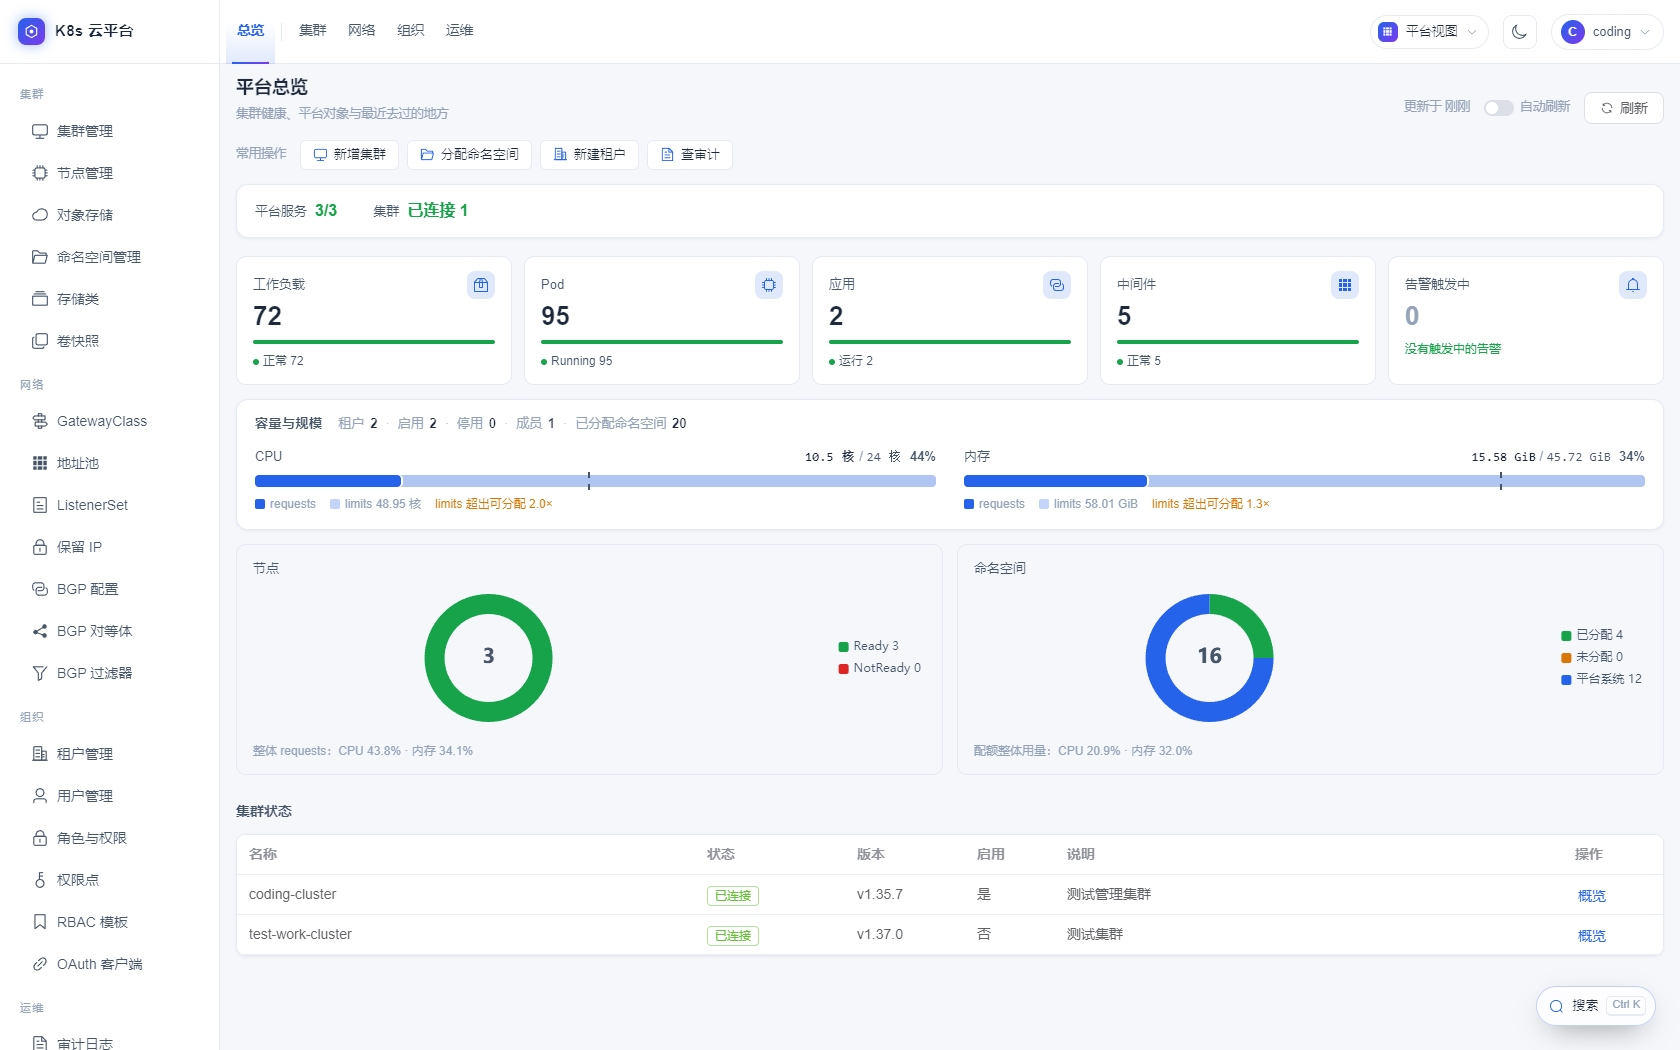 K8s 云平台
总览
集群
网络
组织
运维
平台视图
C
coding
集群
集群管理
节点管理
对象存储
命名空间管理
存储类
卷快照
网络
GatewayClass
地址池
ListenerSet
保留 IP
BGP 配置
BGP 对等体
BGP 过滤器
组织
租户管理
用户管理
角色与权限
权限点
RBAC 模板
OAuth 客户端
运维
审计日志
平台总览
集群健康、平台对象与最近去过的地方
更新于 刚刚
自动刷新
刷新
常用操作
新增集群
分配命名空间
新建租户
查审计
平台服务 3/3 集群 已连接 1
工作负载
72
正常 72
Pod
95
Running 95
应用
2
运行 2
中间件
5
正常 5
告警触发中
0
没有触发中的告警
容量与规模 租户 2 · 启用 2 · 停用 0 · 成员 1 · 已分配命名空间 20
CPU 10.5 核 / 24 核 44%
requests limits 48.95 核 limits 超出可分配 2.0×
内存 15.58 GiB / 45.72 GiB 34%
requests limits 58.01 GiB limits 超出可分配 1.3×
节点
3
Ready 3
NotReady 0
整体 requests：CPU 43.8% · 内存 34.1%
命名空间
16
已分配 4
未分配 0
平台系统 12
配额整体用量：CPU 20.9% · 内存 32.0%
集群状态
名称 状态 版本 启用 说明 操作
coding-cluster 已连接 v1.35.7 是 测试管理集群 概览
test-work-cluster 已连接 v1.37.0 否 测试集群 概览
搜索 Ctrl K